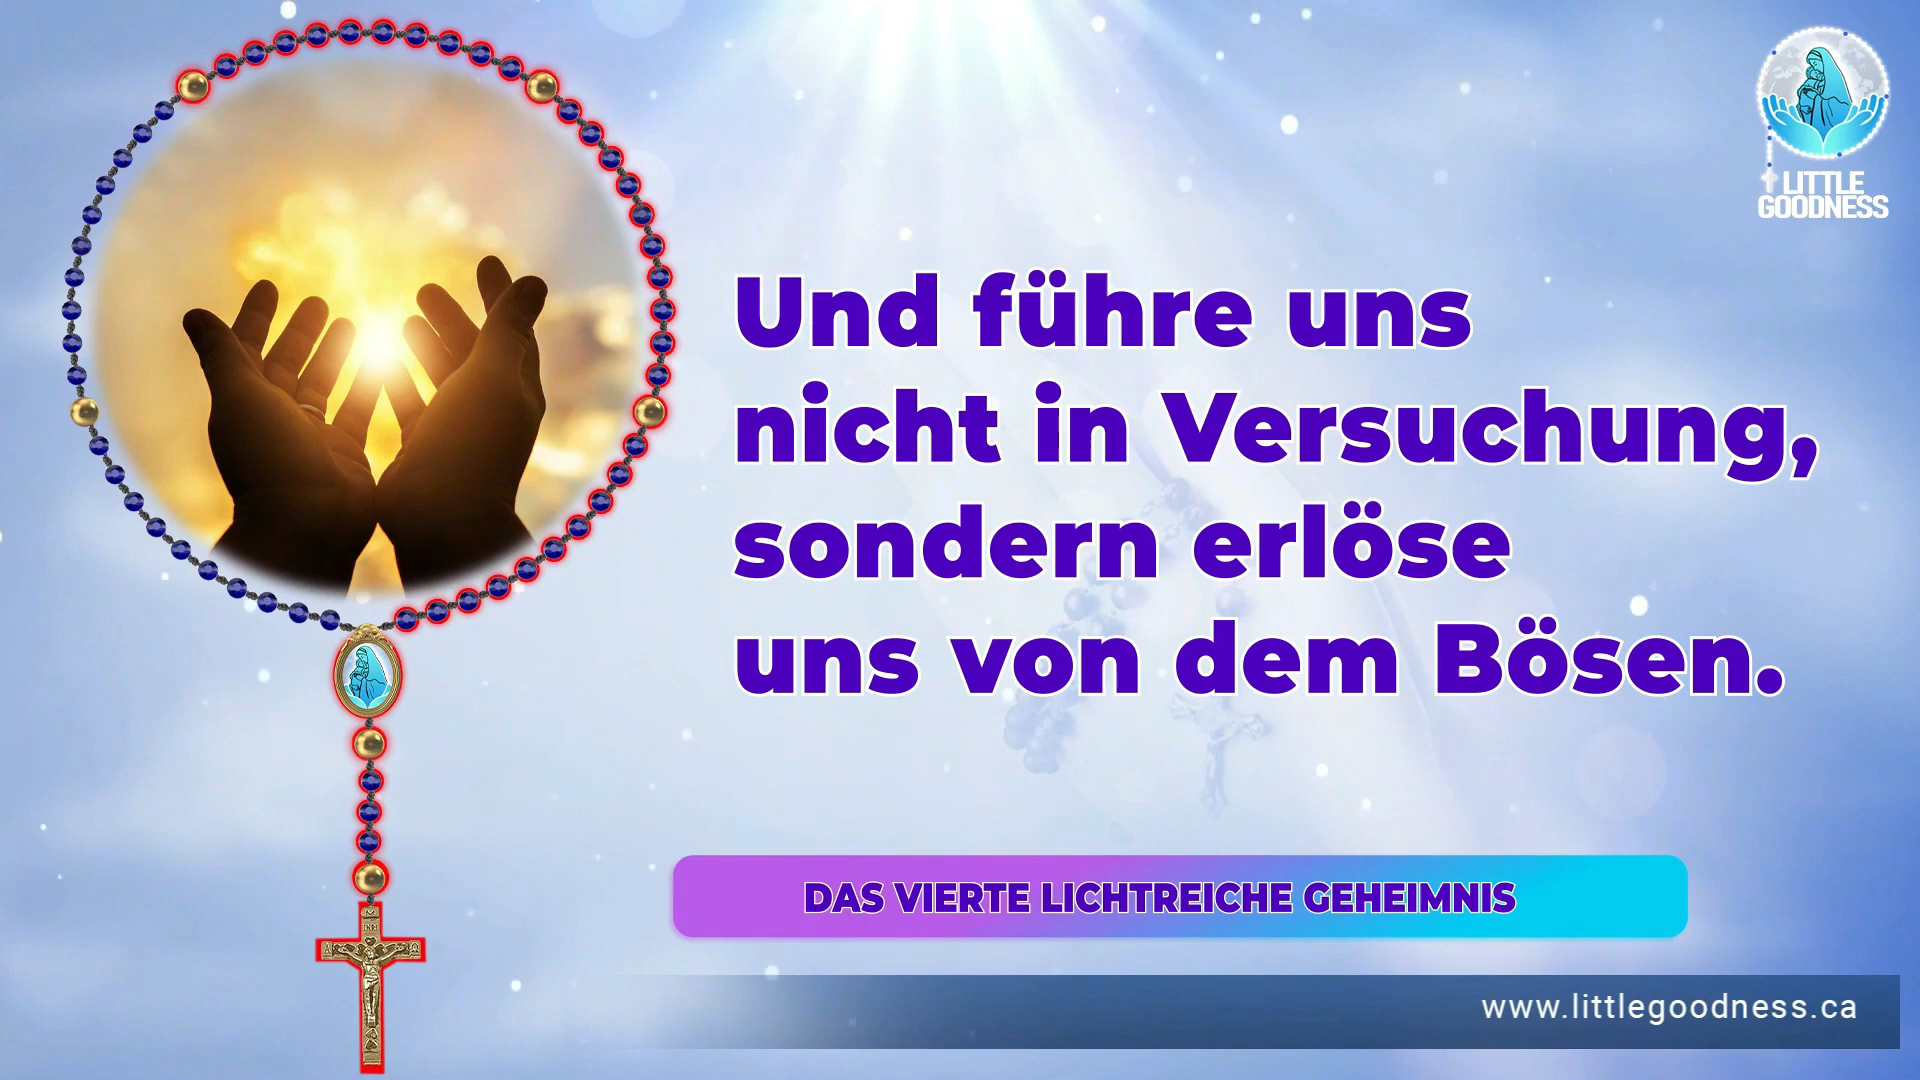 LITTLE
GOODNESS
Und führe uns
nicht in Versuchung,
sondern erlöse
uns von dem Bösen.
DAS VIERTE LICHTREICHE GEHEIMNIS
www.littlegoodness.ca
INRI